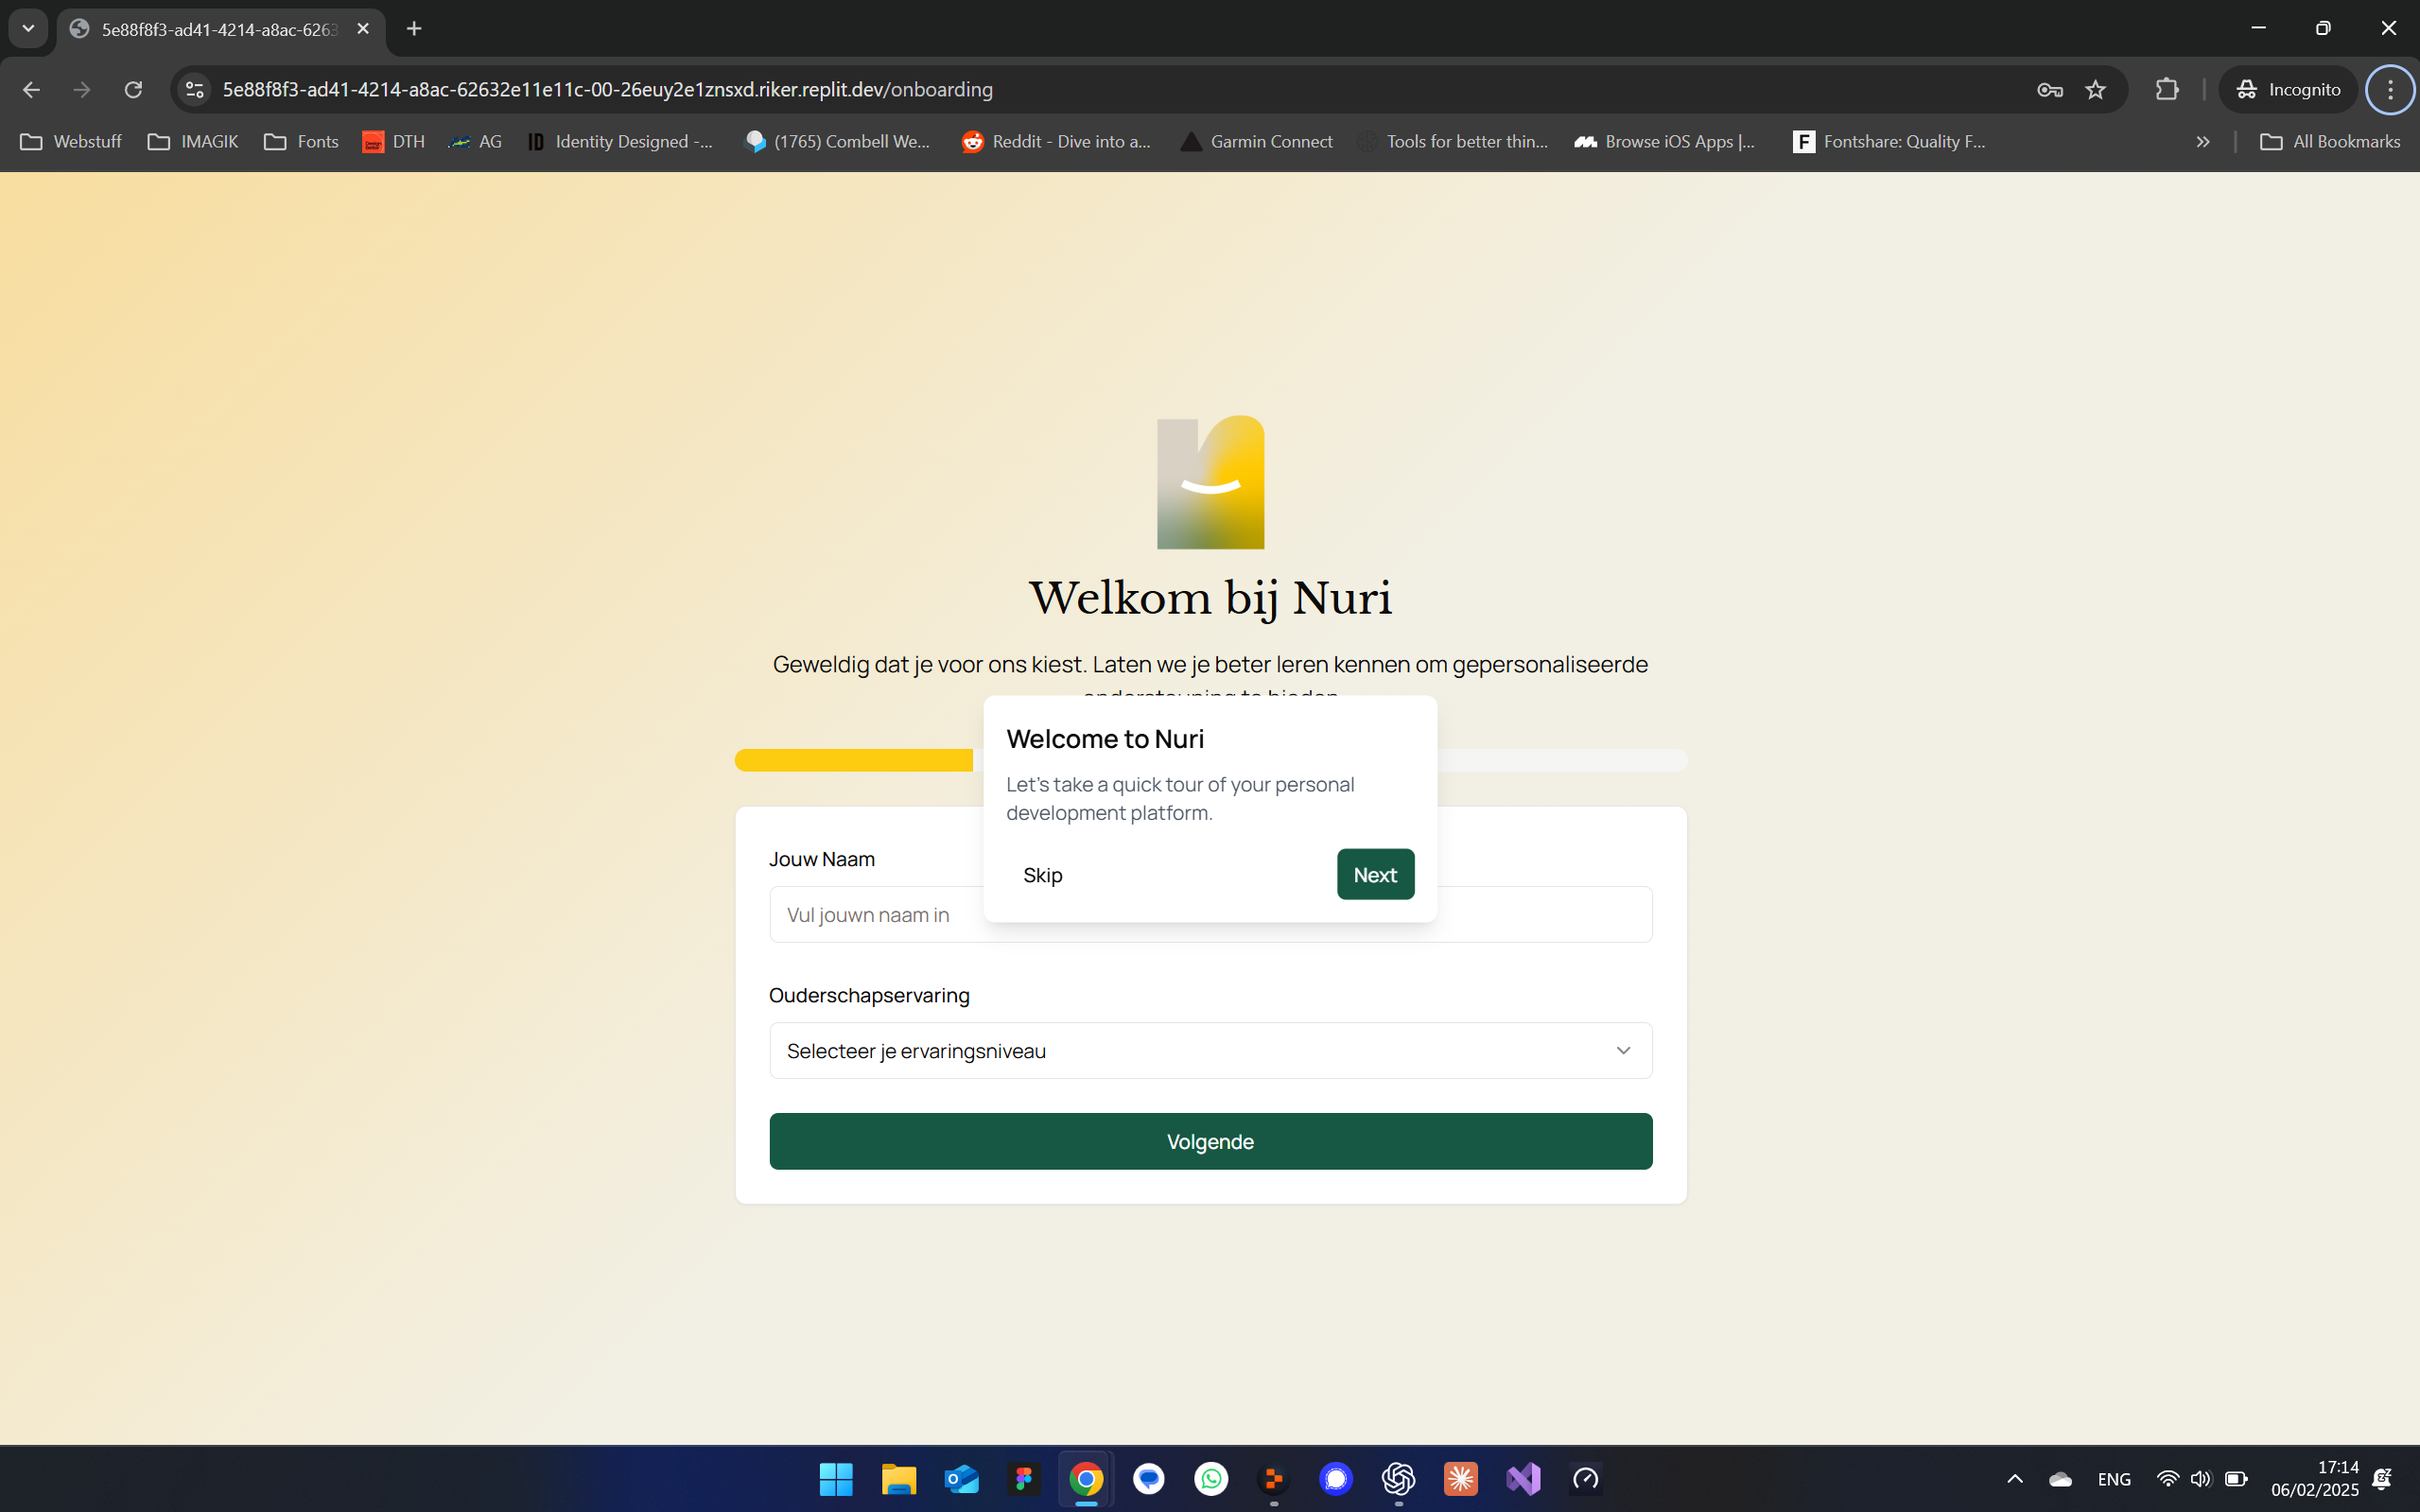 5e88f8f3-ad41-4214-a8ac-6263
5e88f8f3-ad41-4214-a8ac-62632e11e11c-00-26euy2e1znsxd.riker.replit.dev/onboarding
Incognito
Webstuff
IMAGIK
Fonts
DTH
AG
ID Identity Designed -...
(1765) Combell We...
Reddit - Dive into a...
Garmin Connect
Tools for better thin...
Browse iOS Apps |...
F Fontshare: Quality F...
All Bookmarks
Welkom bij Nuri
Geweldig dat je voor ons kiest. Laten we je beter leren kennen om gepersonaliseerde
Welcome to Nuri
Let's take a quick tour of your personal
development platform.
Skip
Next
Jouw Naam
Vul jouwn naam in
Ouderschapservaring
Selecteer je ervaringsniveau
Volgende
ENG
17:14
06/02/2025